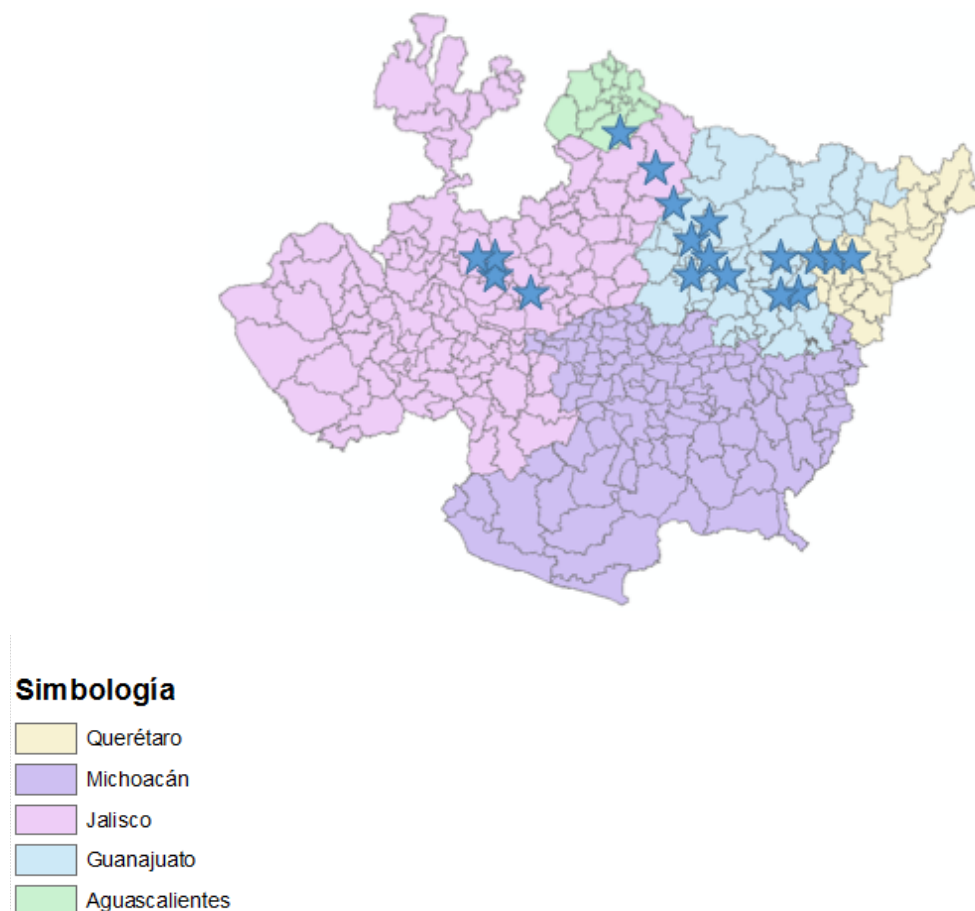 Simbología
Querétaro
Michoacán
Jalisco
Guanajuato
Aguascalientes